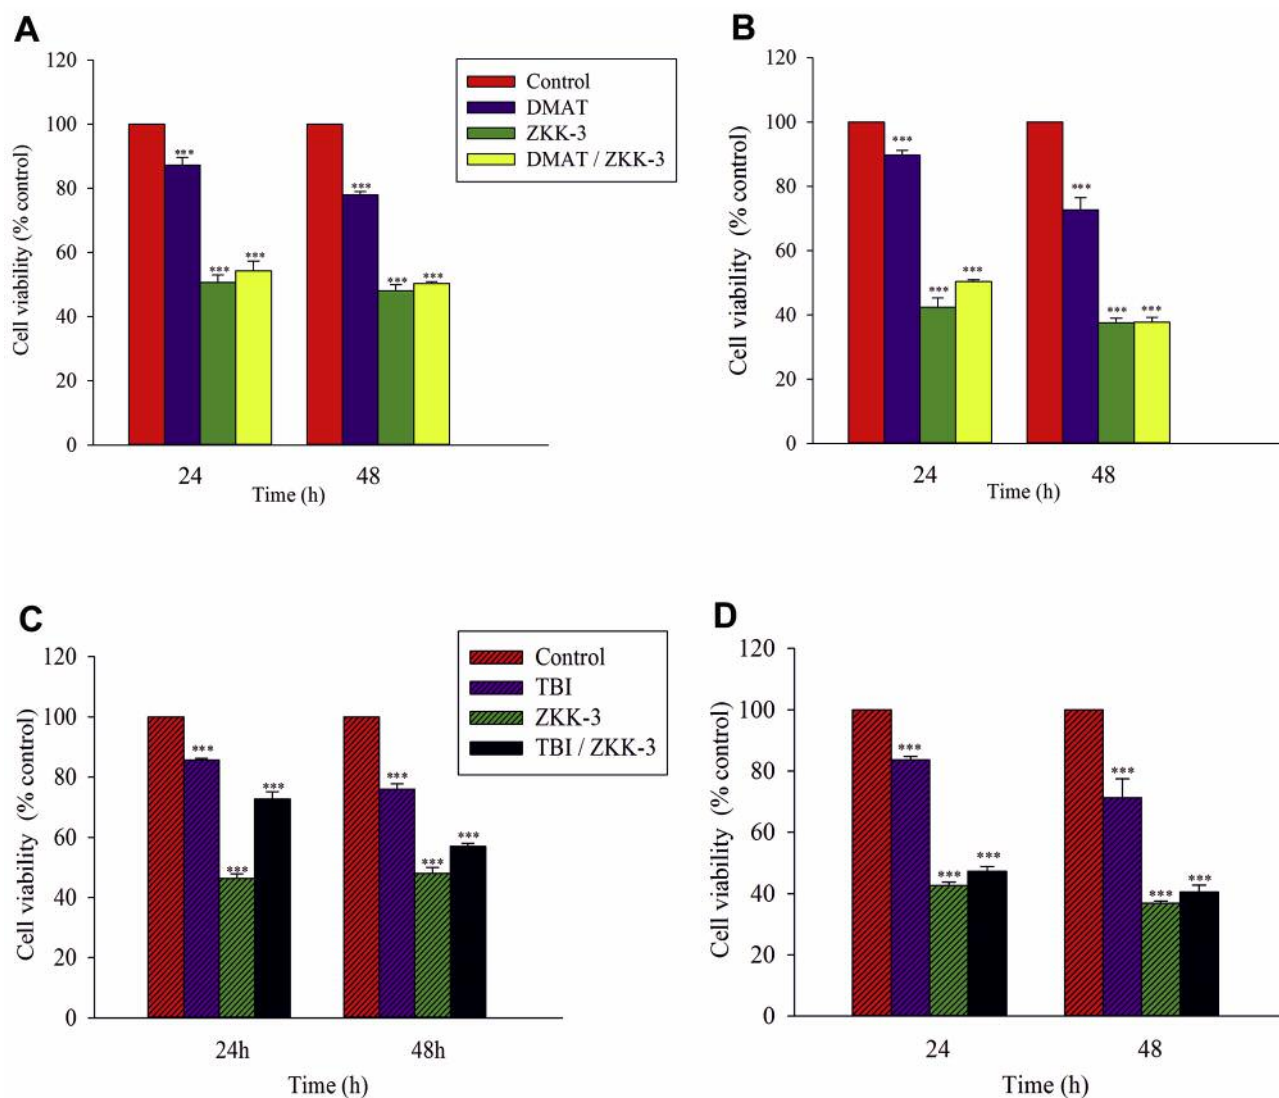 A
120
100
80
60
40
20
0
Cell viability (% control)
*** *** *** *** *** ***
24 48
Time (h)
Control
DMAT
ZKK-3
DMAT / ZKK-3
B
120
100
80
60
40
20
0
Cell viability (% control)
*** *** *** *** *** ***
24 48
Time (h)
C
120
100
80
60
40
20
0
Cell viability (% control)
*** *** *** *** *** ***
24h 48h
Time (h)
Control
TBI
ZKK-3
TBI / ZKK-3
D
120
100
80
60
40
20
0
Cell viability (% control)
*** *** *** *** *** ***
24 48
Time (h)